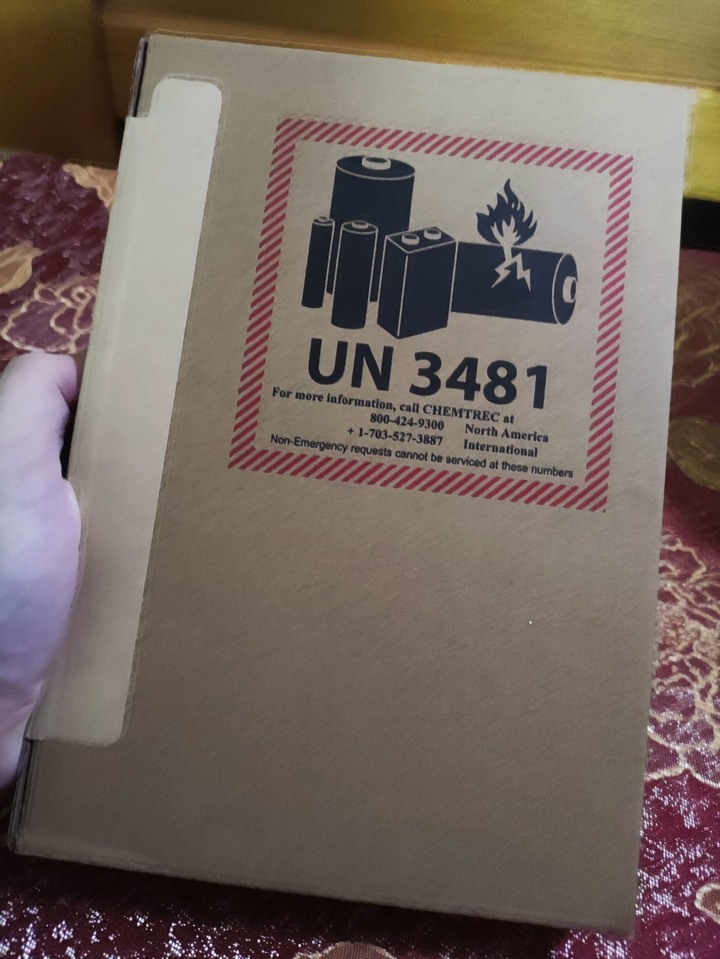 UN 3481
For more information, call CHEMTREC at
800-424-9300 North America
+ 1-703-527-3887 International
Non-Emergency requests cannot be serviced at these numbers